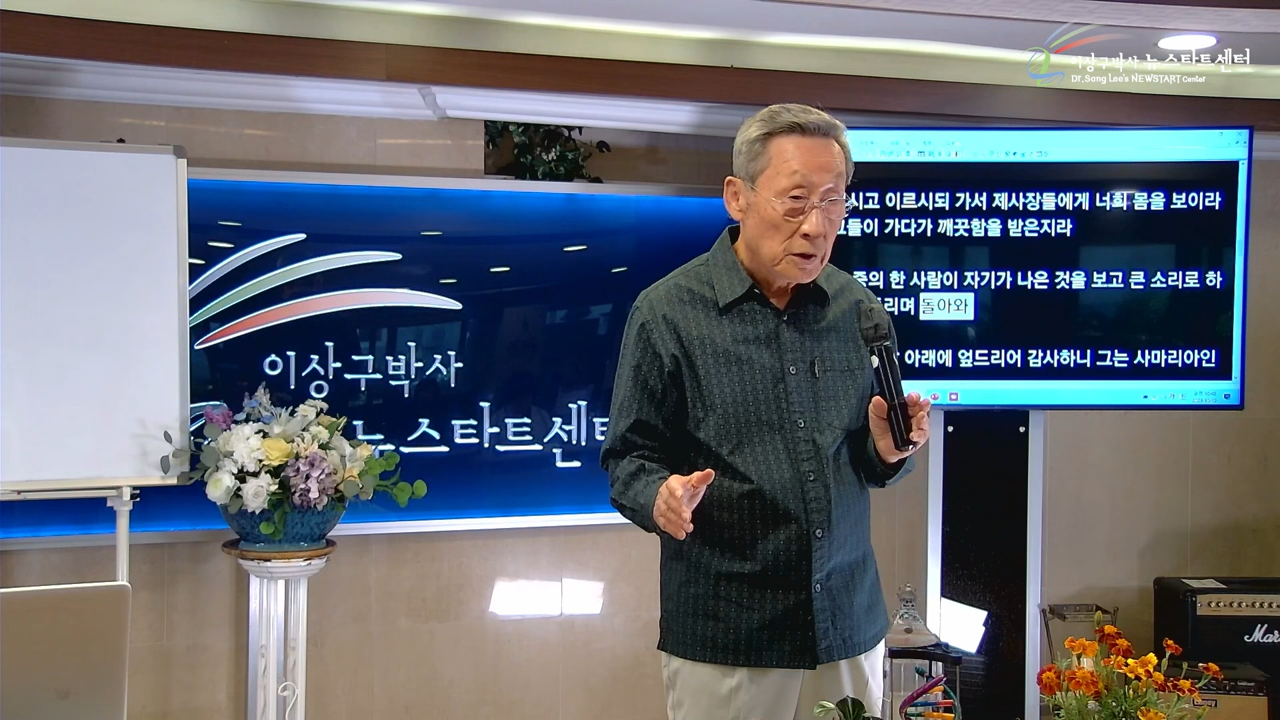 이상구박사 뉴스타트센터
Dr.Sang Lee's NEWSTART Center
시고 이르시되 가서 제사장들에게 너희 몸을 보이라
그들이 가다가 깨끗함을 받은지라
중의 한 사람이 자기가 나은 것을 보고 큰 소리로 하
리며 돌아와
아래에 엎드리어 감사하니 그는 사마리아인
이상구박사
뉴스타트센터
Mar
Laney